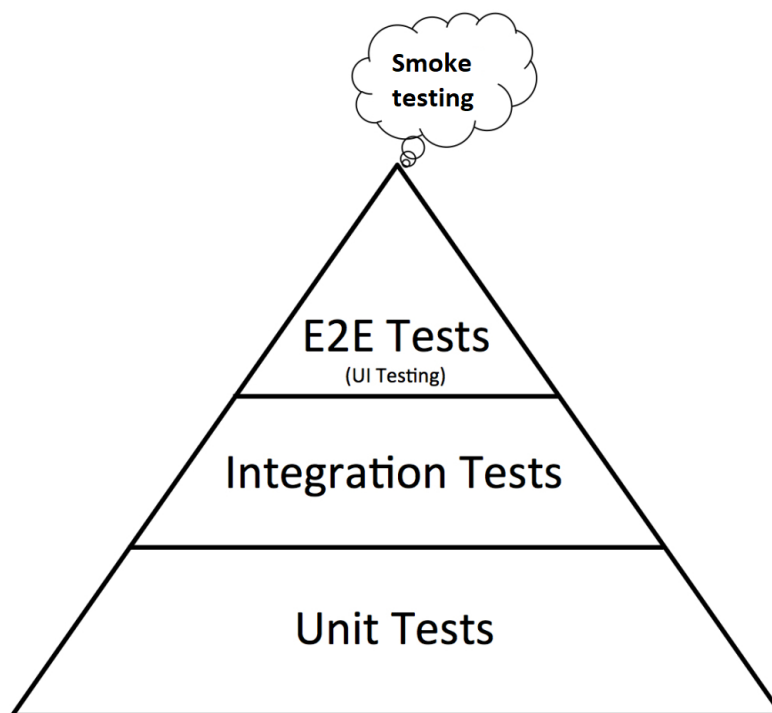 Smoke
testing
E2E Tests
(UI Testing)
Integration Tests
Unit Tests